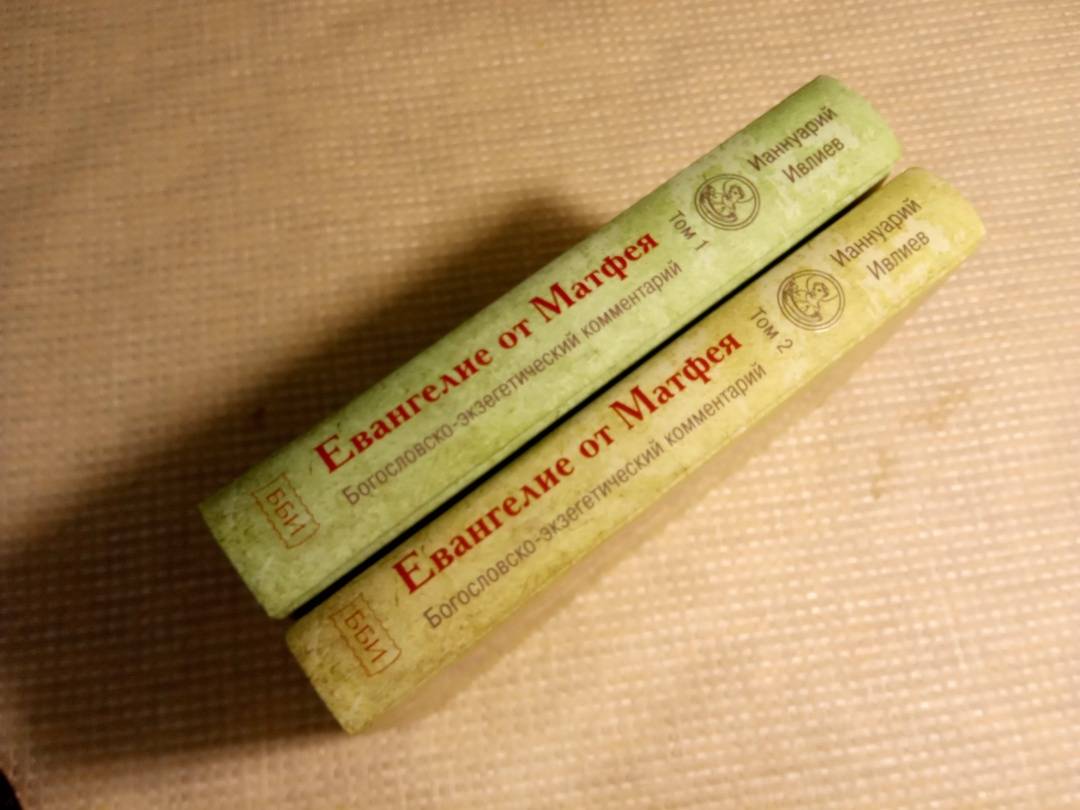 Ианнуарий
Ивлиев
Том 1
Евангелие от Матфея
Богословско-экзегетический комментарий
ББИ
Ианнуарий
Ивлиев
Том 2
Евангелие от Матфея
Богословско-экзегетический комментарий
ББИ